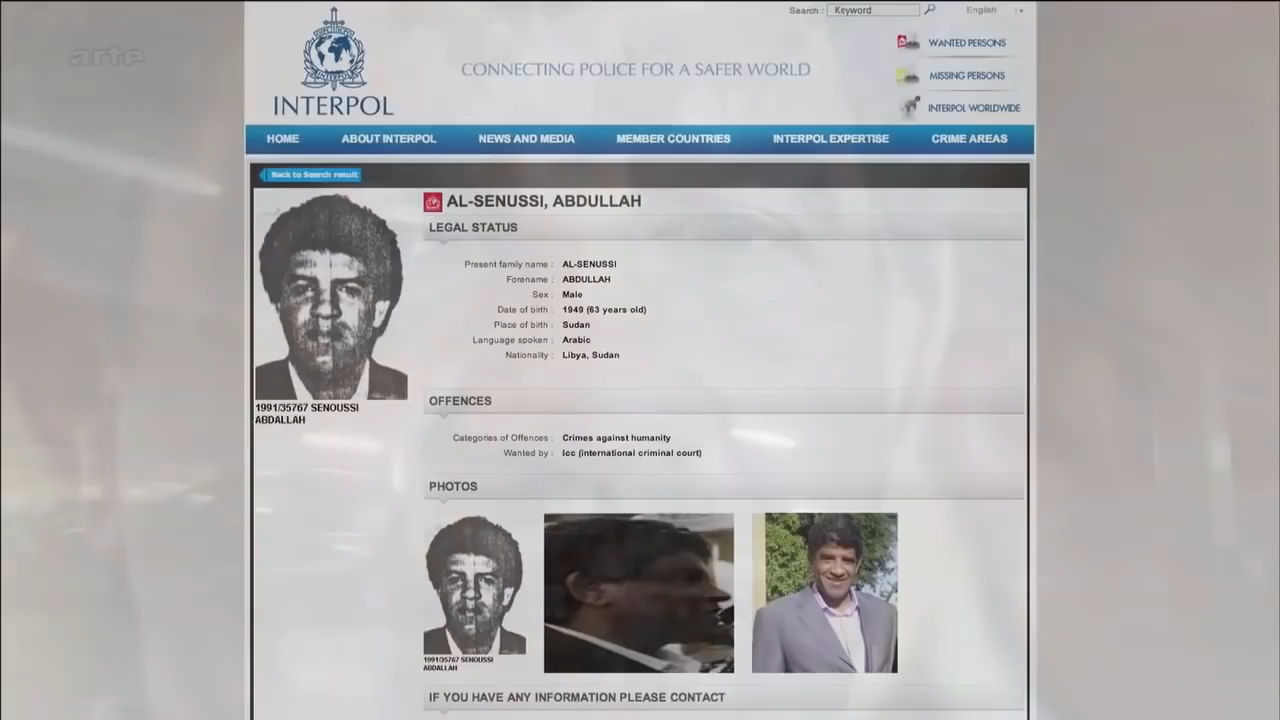 arte
Search :
Keyword
English
WANTED PERSONS
MISSING PERSONS
INTERPOL WORLDWIDE
INTERPOL
CONNECTING POLICE FOR A SAFER WORLD
HOME
ABOUT INTERPOL
NEWS AND MEDIA
MEMBER COUNTRIES
INTERPOL EXPERTISE
CRIME AREAS
Back to Search result
1991/35767 SENOUSSI
ABDALLAH
AL-SENUSSI, ABDULLAH
LEGAL STATUS
Present family name : AL-SENUSSI
Forename : ABDULLAH
Sex : Male
Date of birth : 1949 (63 years old)
Place of birth : Sudan
Language spoken : Arabic
Nationality : Libya, Sudan
OFFENCES
Categories of Offences : Crimes against humanity
Wanted by : Icc (international criminal court)
PHOTOS
1991/35767 SENOUSSI
ABDALLAH
IF YOU HAVE ANY INFORMATION PLEASE CONTACT